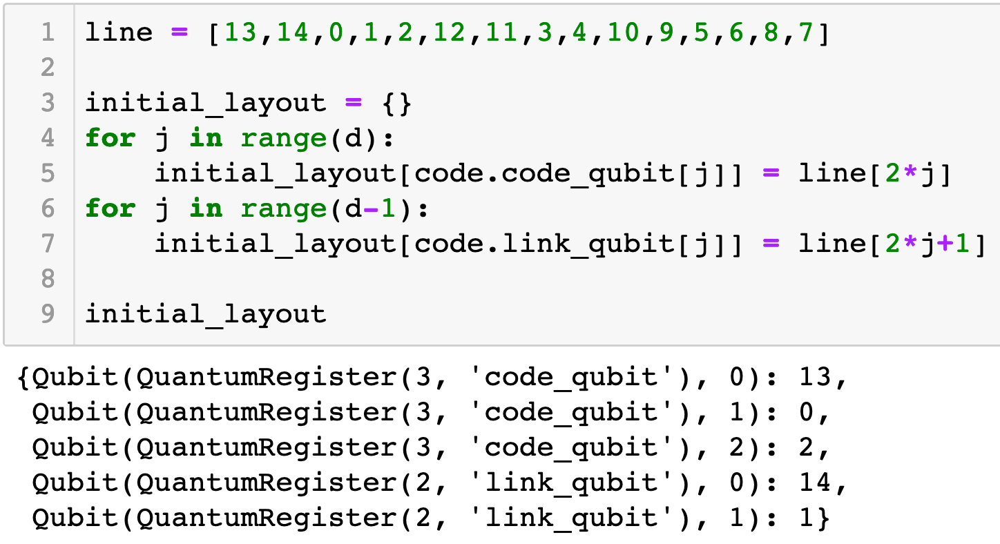 1 line = [13,14,0,1,2,12,11,3,4,10,9,5,6,8,7]
2
3 initial_layout = {}
4 for j in range(d):
5     initial_layout[code.code_qubit[j]] = line[2*j]
6 for j in range(d-1):
7     initial_layout[code.link_qubit[j]] = line[2*j+1]
8
9 initial_layout
{Qubit(QuantumRegister(3, 'code_qubit'), 0): 13,
 Qubit(QuantumRegister(3, 'code_qubit'), 1): 0,
 Qubit(QuantumRegister(3, 'code_qubit'), 2): 2,
 Qubit(QuantumRegister(2, 'link_qubit'), 0): 14,
 Qubit(QuantumRegister(2, 'link_qubit'), 1): 1}